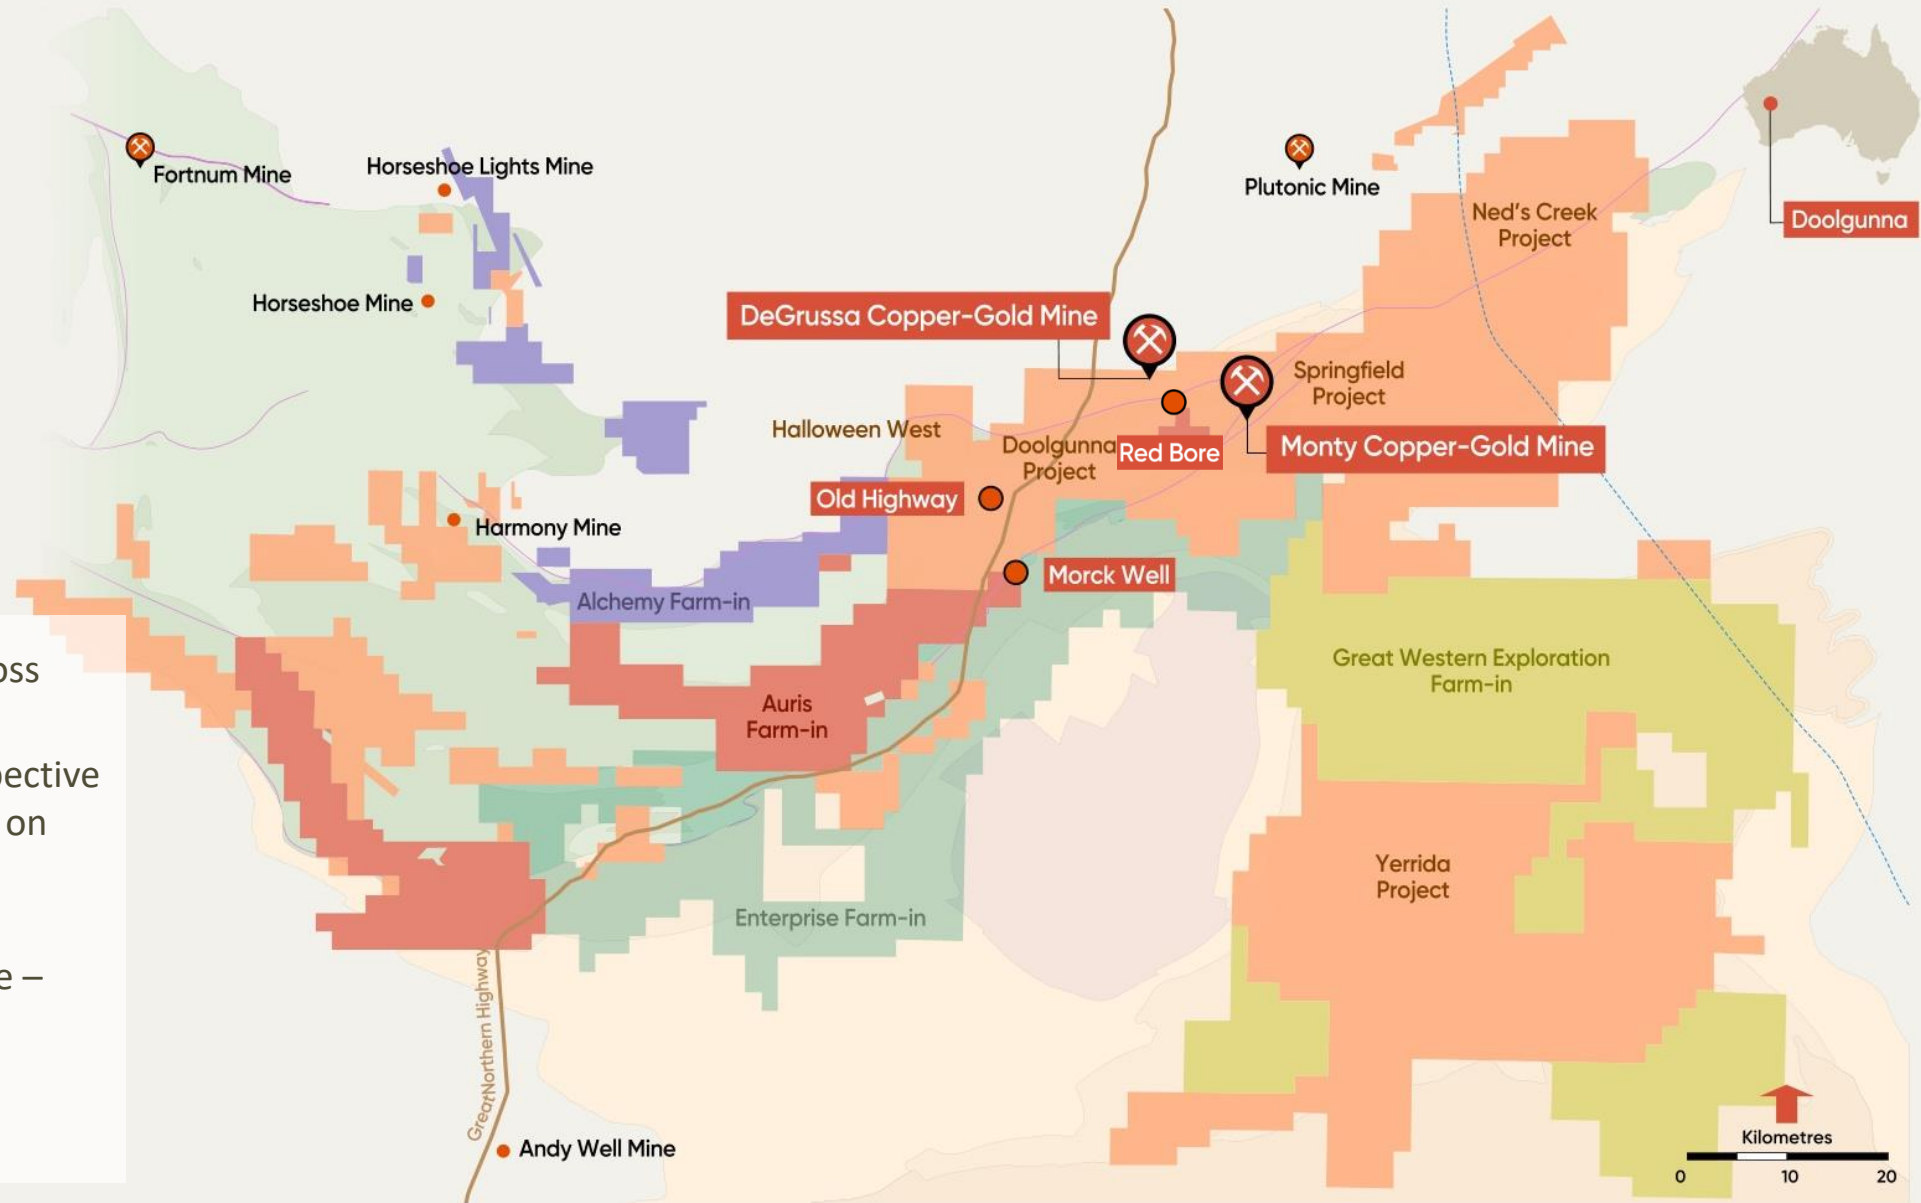 Fortnum Mine
Horseshoe Lights Mine
Horseshoe Mine
Plutonic Mine
Ned's Creek
Project
Doolgunna
DeGrussa Copper-Gold Mine
Springfield
Project
Halloween West
Doolgunna
Project
Red Bore
Monty Copper-Gold Mine
Old Highway
Harmony Mine
Morck Well
Alchemy Farm-in
Great Western Exploration
Farm-in
Auris
Farm-in
Yerrida
Project
Enterprise Farm-in
Great Northern Highway
Andy Well Mine
Kilometres
0 10 20
on
e –